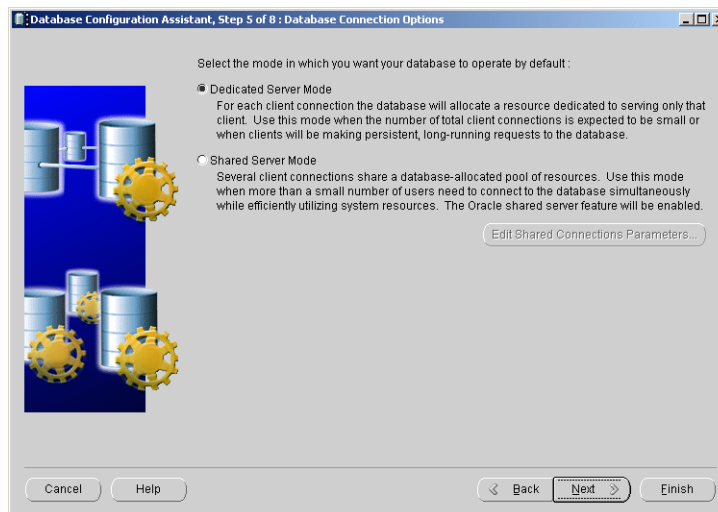 Database Configuration Assistant, Step 5 of 8 : Database Connection Options
Select the mode in which you want your database to operate by default :
Dedicated Server Mode
For each client connection the database will allocate a resource dedicated to serving only that
client. Use this mode when the number of total client connections is expected to be small or
when clients will be making persistent, long-running requests to the database.
Shared Server Mode
Several client connections share a database-allocated pool of resources. Use this mode
when more than a small number of users need to connect to the database simultaneously
while efficiently utilizing system resources. The Oracle shared server feature will be enabled.
Edit Shared Connections Parameters...
Cancel
Help
Back
Next
Finish